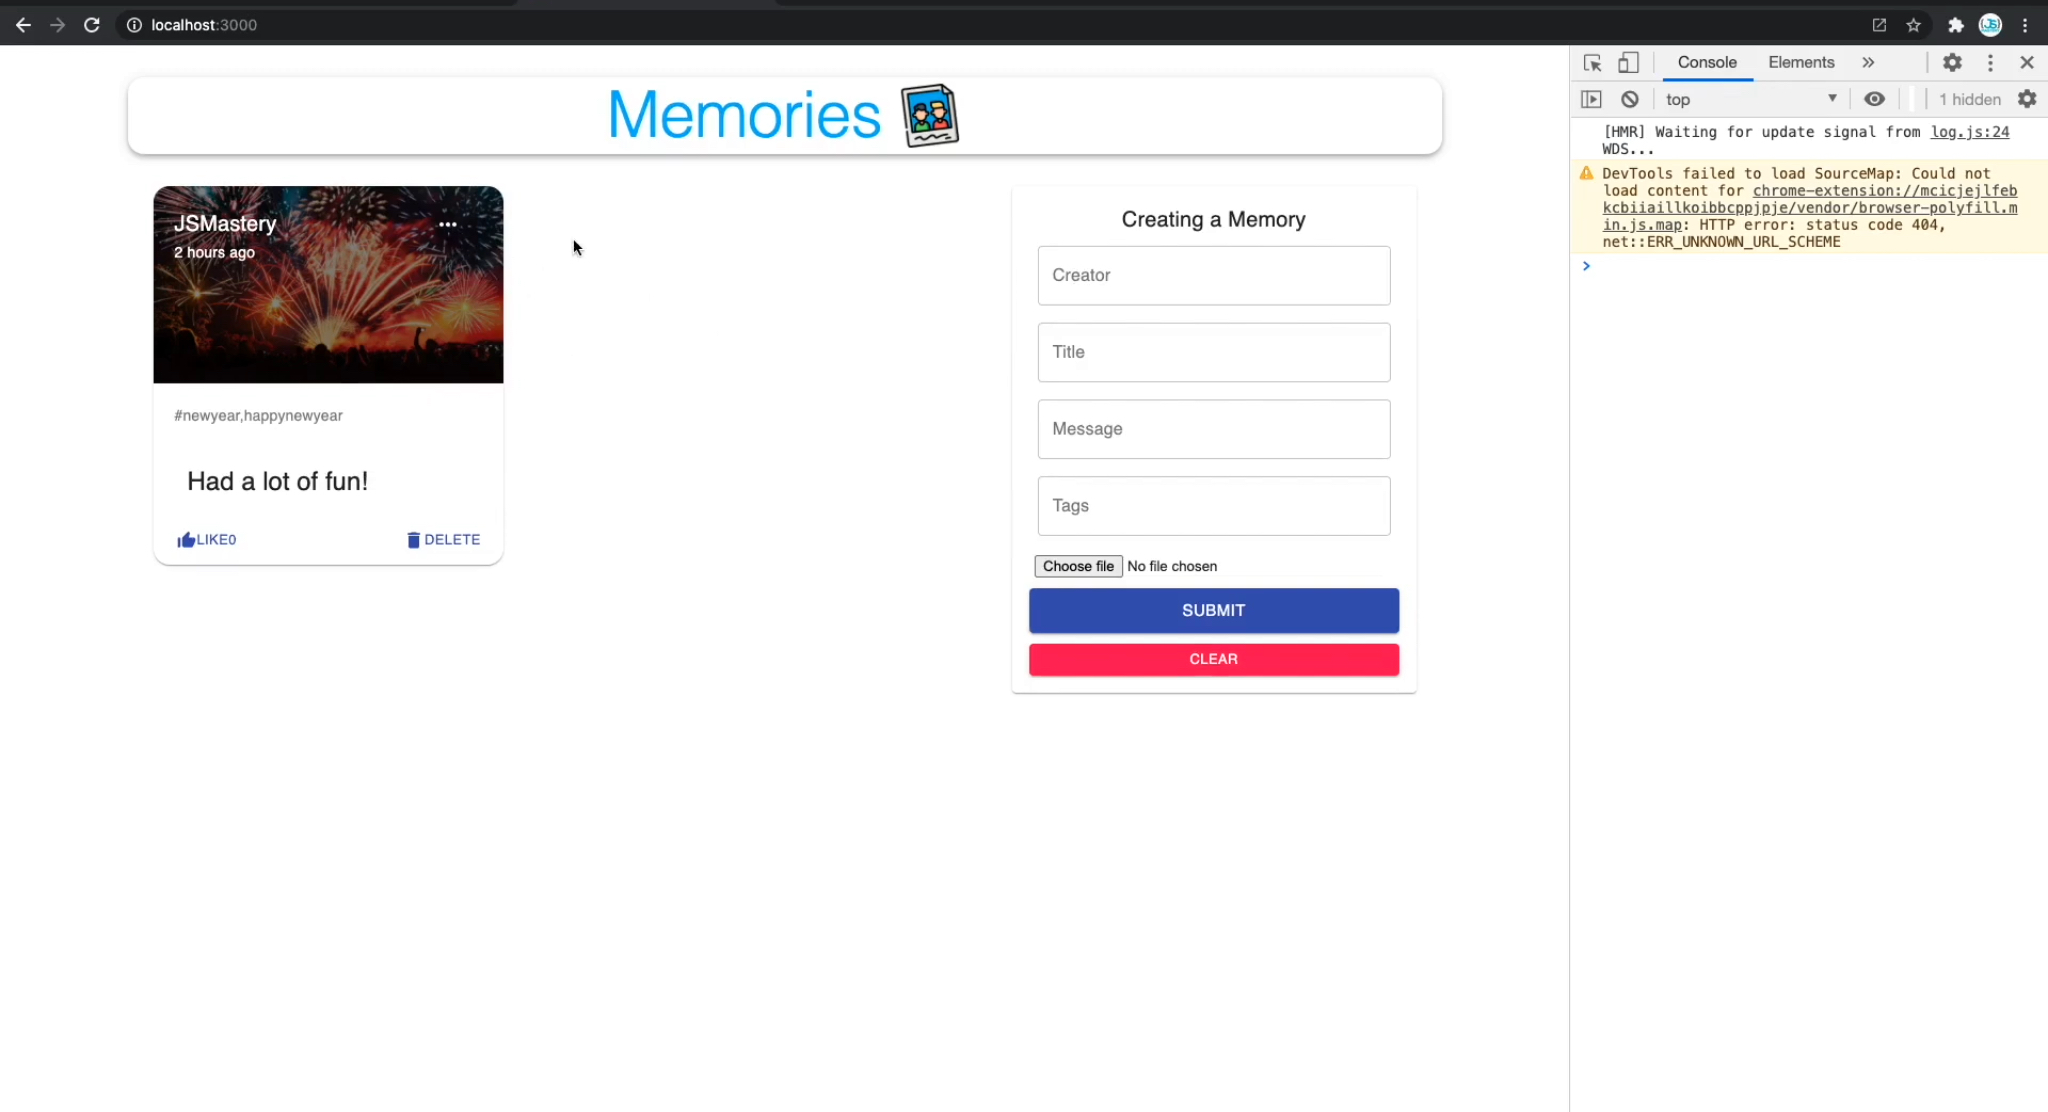 localhost:3000
Memories
JSMastery
2 hours ago
#newyear,happynewyear
Had a lot of fun!
LIKE0
DELETE
Creating a Memory
Creator
Title
Message
Tags
Choose file No file chosen
SUBMIT
CLEAR
Console Elements
top
1 hidden
[HMR] Waiting for update signal from log.js:24
WDS...
DevTools failed to load SourceMap: Could not
load content for chrome-extension://mcicjejlfeb
kcbiiaillkoibbcppjpje/vendor/browser-polyfill.m
in.js.map: HTTP error: status code 404,
net::ERR_UNKNOWN_URL_SCHEME